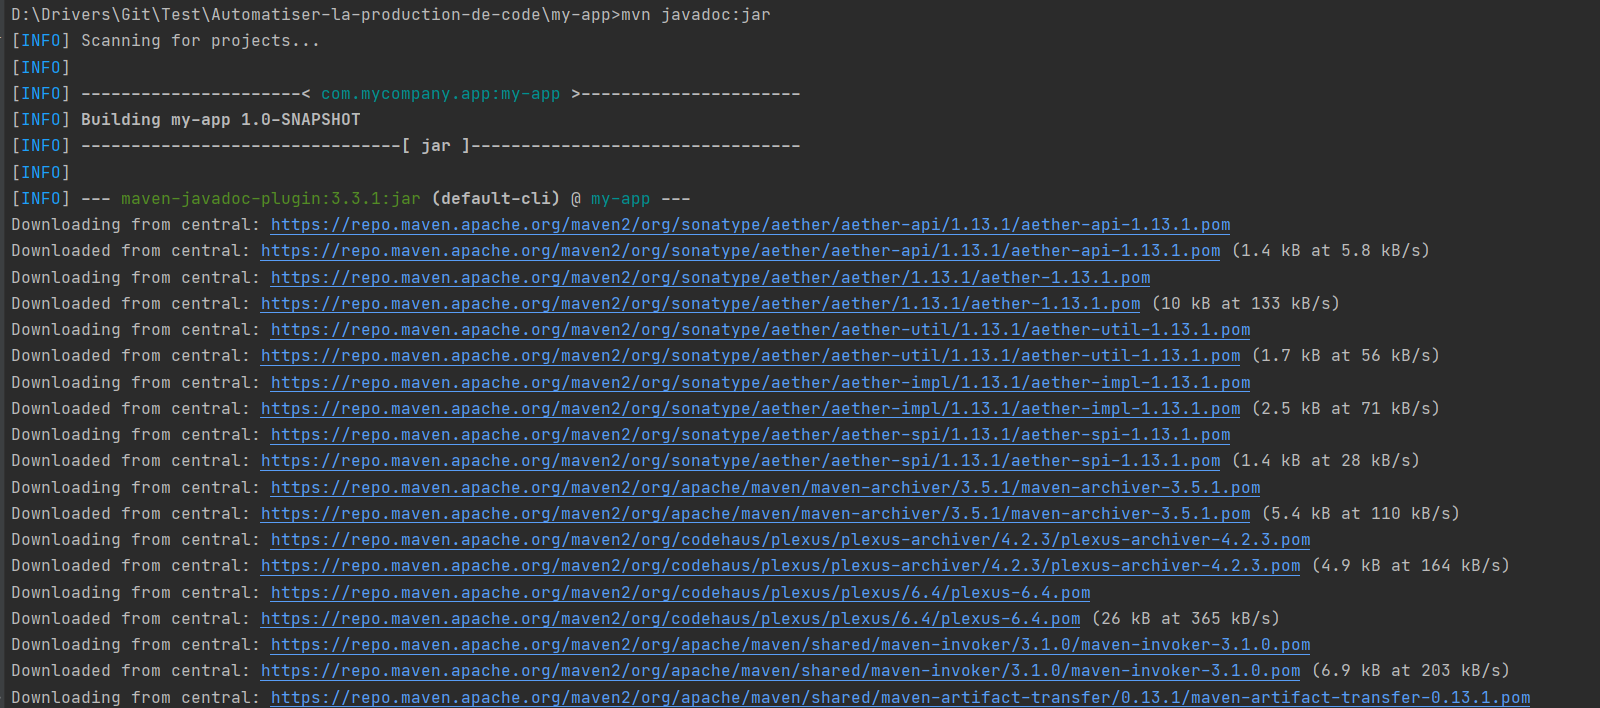 D:\Drivers\Git\Test\Automatiser-la-production-de-code\my-app>mvn javadoc:jar
[INFO] Scanning for projects...
[INFO]
[INFO] ----------------------< com.mycompany.app:my-app >----------------------
[INFO] Building my-app 1.0-SNAPSHOT
[INFO] --------------------------------[ jar ]---------------------------------
[INFO]
[INFO] --- maven-javadoc-plugin:3.3.1:jar (default-cli) @ my-app ---
Downloading from central: https://repo.maven.apache.org/maven2/org/sonatype/aether/aether-api/1.13.1/aether-api-1.13.1.pom
Downloaded from central: https://repo.maven.apache.org/maven2/org/sonatype/aether/aether-api/1.13.1/aether-api-1.13.1.pom (1.4 kB at 5.8 kB/s)
Downloading from central: https://repo.maven.apache.org/maven2/org/sonatype/aether/aether/1.13.1/aether-1.13.1.pom
Downloaded from central: https://repo.maven.apache.org/maven2/org/sonatype/aether/aether/1.13.1/aether-1.13.1.pom (10 kB at 133 kB/s)
Downloading from central: https://repo.maven.apache.org/maven2/org/sonatype/aether/aether-util/1.13.1/aether-util-1.13.1.pom
Downloaded from central: https://repo.maven.apache.org/maven2/org/sonatype/aether/aether-util/1.13.1/aether-util-1.13.1.pom (1.7 kB at 56 kB/s)
Downloading from central: https://repo.maven.apache.org/maven2/org/sonatype/aether/aether-impl/1.13.1/aether-impl-1.13.1.pom
Downloaded from central: https://repo.maven.apache.org/maven2/org/sonatype/aether/aether-impl/1.13.1/aether-impl-1.13.1.pom (2.5 kB at 71 kB/s)
Downloading from central: https://repo.maven.apache.org/maven2/org/sonatype/aether/aether-spi/1.13.1/aether-spi-1.13.1.pom
Downloaded from central: https://repo.maven.apache.org/maven2/org/sonatype/aether/aether-spi/1.13.1/aether-spi-1.13.1.pom (1.4 kB at 28 kB/s)
Downloading from central: https://repo.maven.apache.org/maven2/org/apache/maven/maven-archiver/3.5.1/maven-archiver-3.5.1.pom
Downloaded from central: https://repo.maven.apache.org/maven2/org/apache/maven/maven-archiver/3.5.1/maven-archiver-3.5.1.pom (5.4 kB at 110 kB/s)
Downloading from central: https://repo.maven.apache.org/maven2/org/codehaus/plexus/plexus-archiver/4.2.3/plexus-archiver-4.2.3.pom
Downloaded from central: https://repo.maven.apache.org/maven2/org/codehaus/plexus/plexus-archiver/4.2.3/plexus-archiver-4.2.3.pom (4.9 kB at 164 kB/s)
Downloading from central: https://repo.maven.apache.org/maven2/org/codehaus/plexus/plexus/6.4/plexus-6.4.pom
Downloaded from central: https://repo.maven.apache.org/maven2/org/codehaus/plexus/plexus/6.4/plexus-6.4.pom (26 kB at 365 kB/s)
Downloading from central: https://repo.maven.apache.org/maven2/org/apache/maven/shared/maven-invoker/3.1.0/maven-invoker-3.1.0.pom
Downloaded from central: https://repo.maven.apache.org/maven2/org/apache/maven/shared/maven-invoker/3.1.0/maven-invoker-3.1.0.pom (6.9 kB at 203 kB/s)
Downloading from central: https://repo.maven.apache.org/maven2/org/apache/maven/shared/maven-artifact-transfer/0.13.1/maven-artifact-transfer-0.13.1.pom